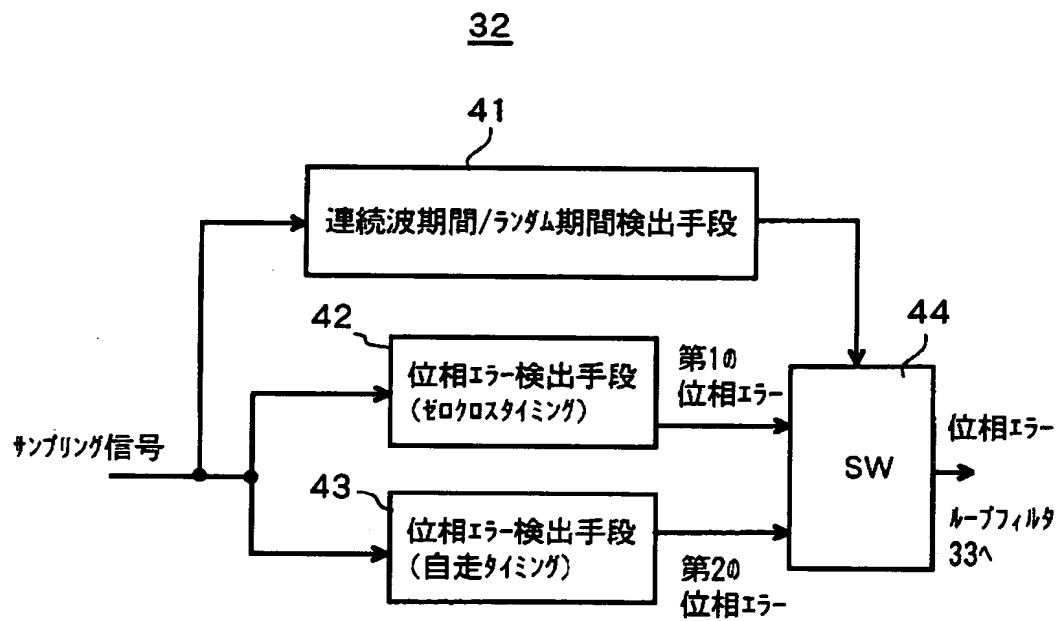 32
41
連続波期間/ランダム期間検出手段
42
位相エラー検出手段
(ゼロクロスタイミング)
第1の
位相エラー
44
SW
サンプリング信号
43
位相エラー検出手段
(自走タイミング)
第2の
位相エラー
位相エラー
ループフィルタ
33へ